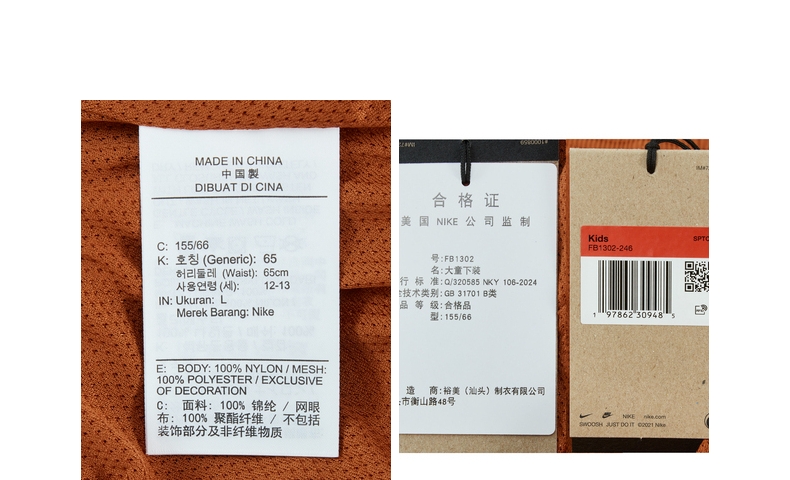 MADE IN CHINA
中国製
DIBUAT DI CINA
C: 155/66
K: 호칭 (Generic): 65
허리둘레 (Waist): 65cm
사용연령 (세): 12-13
IN: Ukuran: L
Merek Barang: Nike
E: BODY: 100% NYLON / MESH:
100% POLYESTER / EXCLUSIVE
OF DECORATION
C: 面料: 100% 锦纶 / 网眼
布: 100% 聚酯纤维 / 不包括
装饰部分及非纤维物质
#1000859
合格证
美国 NIKE 公司监制
号: FB1302
名: 大童下装
行标准: Q/320585 NKY 106-2024
技术类别: GB 31701 B类
品等级: 合格品
型: 155/66
造商: 裕美（汕头）制衣有限公司
市衡山路48号
Kids
FB1302-246
1 97862 30948 5
NIKE nike.com
SWOOSH JUST DO IT ©2021 Nike